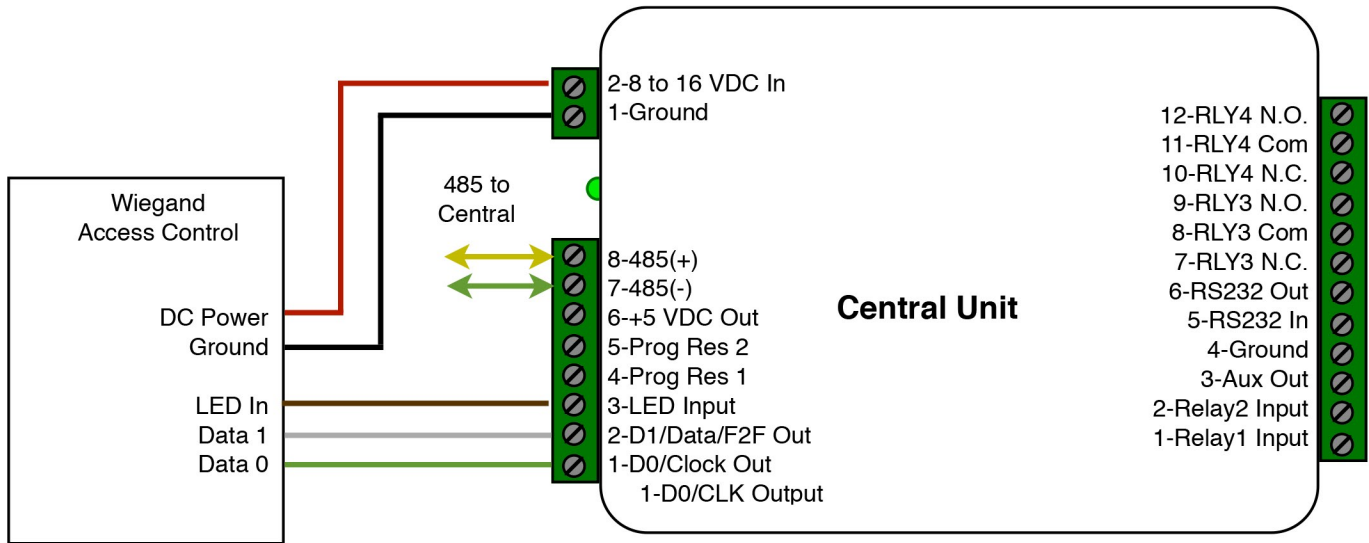 Wiegand
Access Control
DC Power
Ground
LED In
Data 1
Data 0
485 to
Central
2-8 to 16 VDC In
1-Ground
8-485(+)
7-485(-)
6-+5 VDC Out
5-Prog Res 2
4-Prog Res 1
3-LED Input
2-D1/Data/F2F Out
1-D0/Clock Out
1-D0/CLK Output
Central Unit
12-RLY4 N.O.
11-RLY4 Com
10-RLY4 N.C.
9-RLY3 N.O.
8-RLY3 Com
7-RLY3 N.C.
6-RS232 Out
5-RS232 In
4-Ground
3-Aux Out
2-Relay2 Input
1-Relay1 Input